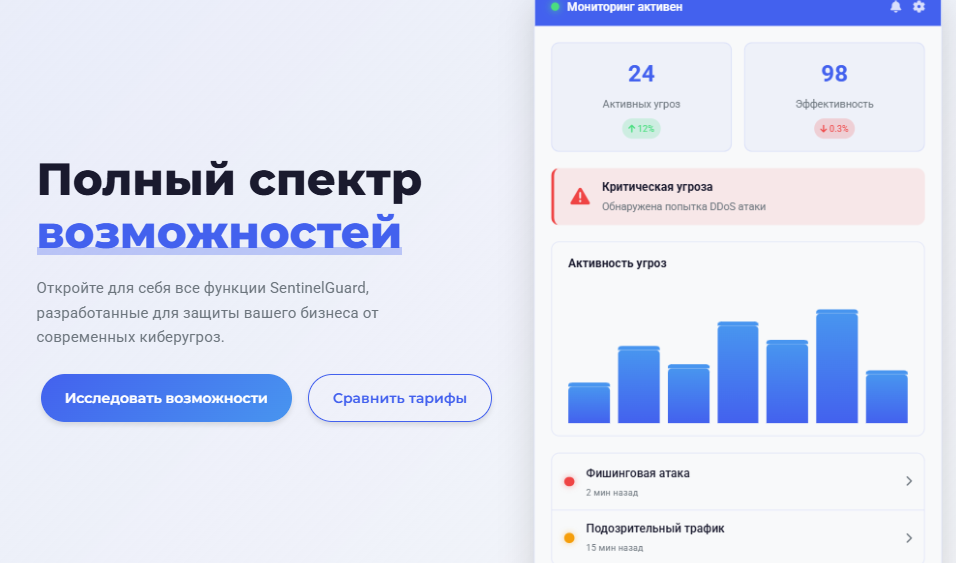 Полный спектр
возможностей
Откройте для себя все функции SentinelGuard,
разработанные для защиты вашего бизнеса от
современных киберугроз.
Исследовать возможности
Сравнить тарифы
Мониторинг активен
24
Активных угроз
12%
98
Эффективность
0.3%
Критическая угроза
Обнаружена попытка DDoS атаки
Активность угроз
Фишинговая атака
2 мин назад
Подозрительный трафик
15 мин назад